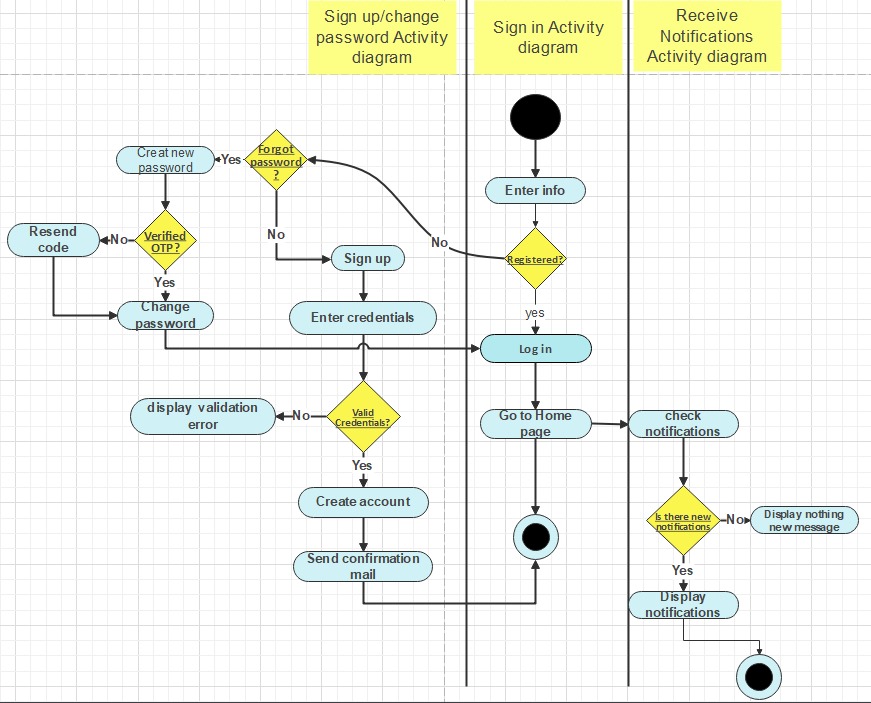 Sign up/change
password Activity
diagram
Sign in Activity
diagram
Receive
Notifications
Activity diagram
Creat new
password
Yes
Forgot
password
?
Enter info
Resend
code
No
Verified
OTP?
No
Sign up
No
Registered?
Yes
Change
password
Enter credentials
yes
Log in
display validation
error
No
Valid
Credentials?
Go to Home
page
check
notifications
Yes
Create account
Is there new
notifications
No
Display nothing
new message
Send confirmation
mail
Yes
Display
notifications